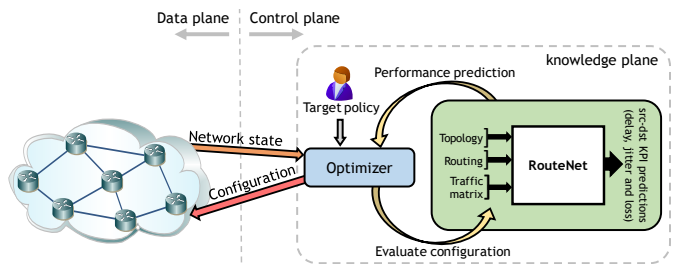 Data plane
Control plane
knowledge plane
Performance prediction
Target policy
Network state
Optimizer
Configuration
Topology
Routing
Traffic
matrix
RouteNet
src-dst KPI predictions
(delay, jitter and loss)
Evaluate configuration